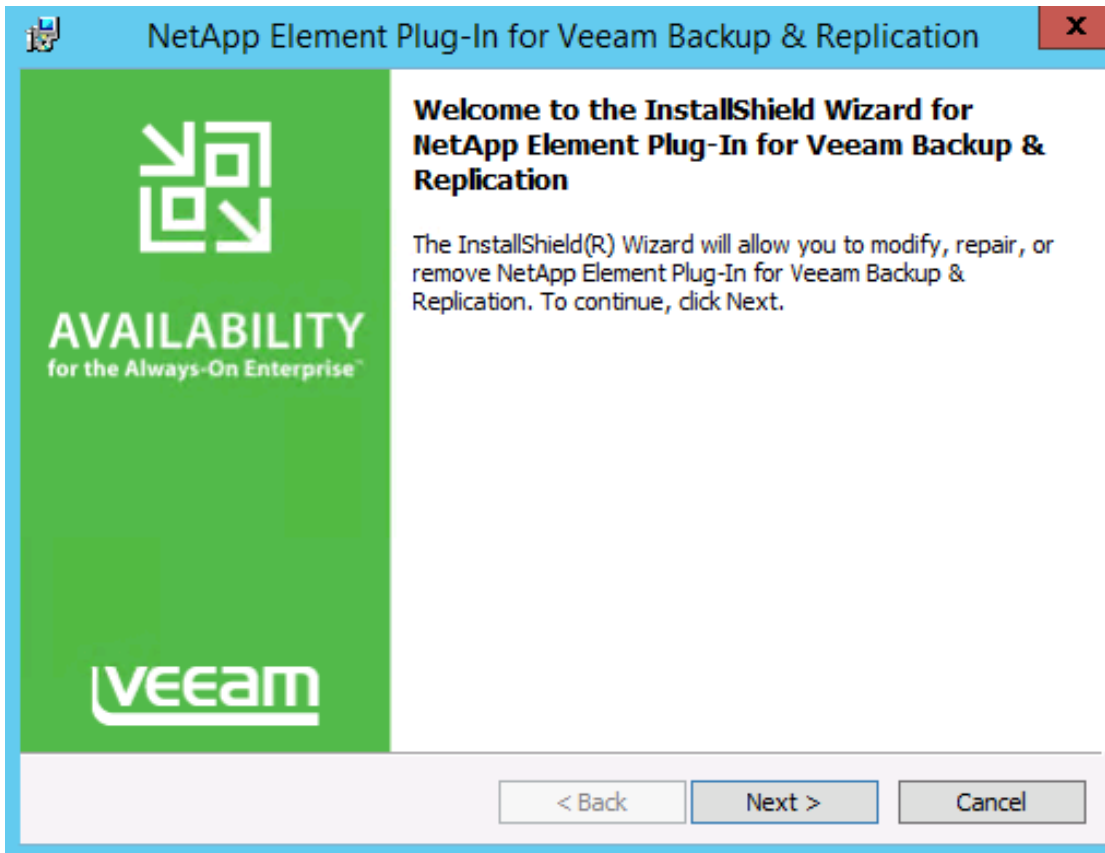 NetApp Element Plug-In for Veeam Backup & Replication
x
Welcome to the InstallShield Wizard for
NetApp Element Plug-In for Veeam Backup &
Replication
The InstallShield(R) Wizard will allow you to modify, repair, or
remove NetApp Element Plug-In for Veeam Backup &
Replication. To continue, click Next.
AVAILABILITY
for the Always-On Enterprise™
veeam
< Back
Next >
Cancel